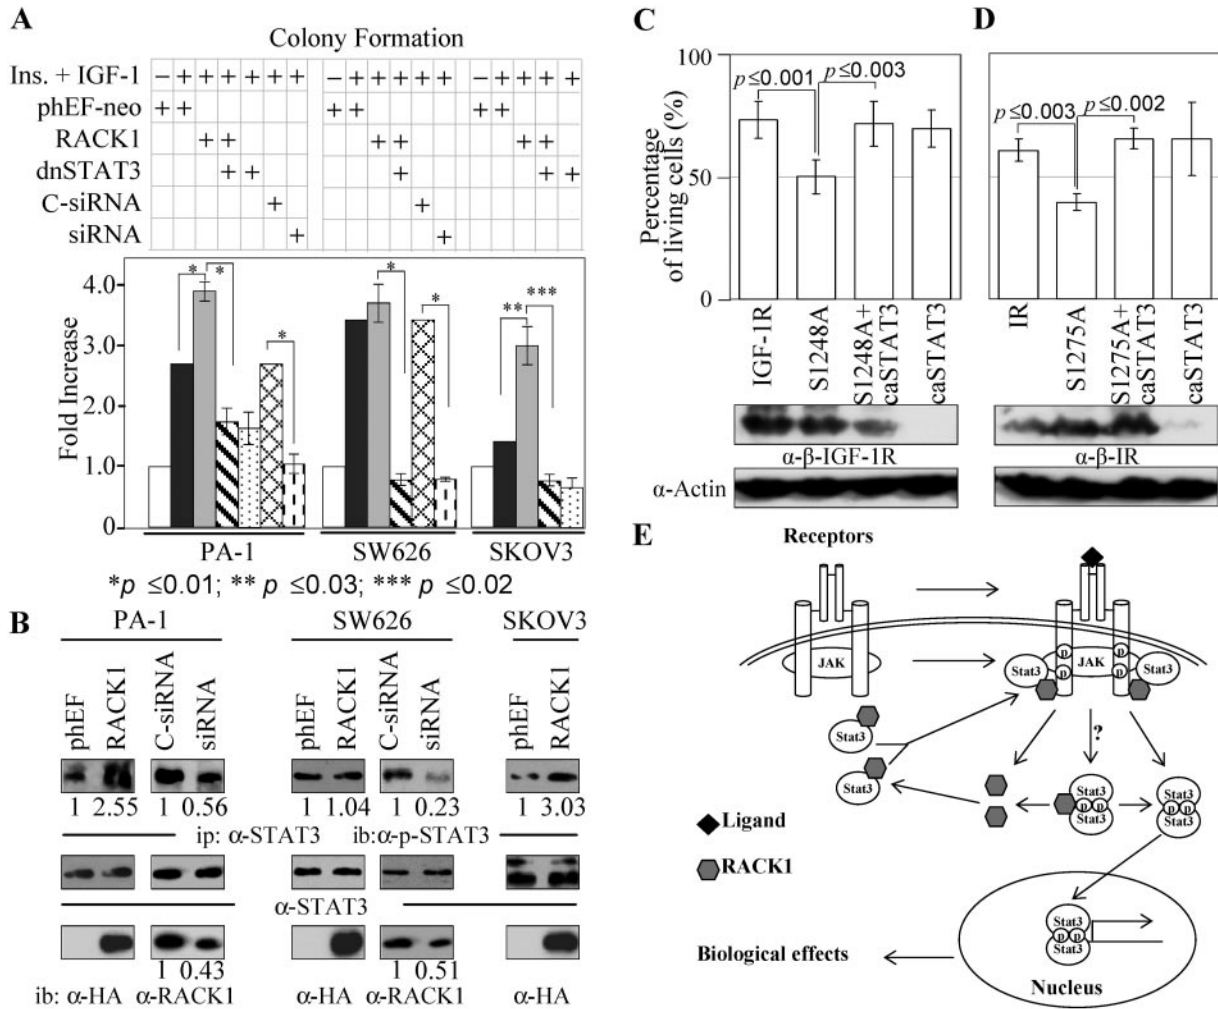 A
Colony Formation
Ins. + IGF-1 − + + + + + + − + + + + + − + + + +
phEF-neo + + + + + +
RACK1 + + + + + +
dnSTAT3 + + + + +
C-siRNA + +
siRNA + +
Fold Increase
4.0
3.0
2.0
1.0
0
* * * * * ** ***
PA-1 SW626 SKOV3
*p ≤0.01; ** p ≤0.03; *** p ≤0.02
B
PA-1 SW626 SKOV3
phEF RACK1 C-siRNA siRNA phEF RACK1 C-siRNA siRNA phEF RACK1
1 2.55 1 0.56 1 1.04 1 0.23 1 3.03
ip: α-STAT3 ib:α-p-STAT3
α-STAT3
1 0.43 1 0.51
ib: α-HA α-RACK1 α-HA α-RACK1 α-HA
C
Percentage of living cells (%)
100
50
0
p ≤0.001 p ≤0.003
IGF-1R S1248A S1248A+ caSTAT3 caSTAT3
α-β-IGF-1R
α-Actin
D
p ≤0.003 p ≤0.002
IR S1275A S1275A+ caSTAT3 caSTAT3
α-β-IR
E
Receptors
JAK
Stat3 p p JAK p p Stat3
Stat3
Stat3
?
Stat3 p p Stat3
Stat3 p p Stat3
Ligand
RACK1
Stat3 p p Stat3
Biological effects
Nucleus